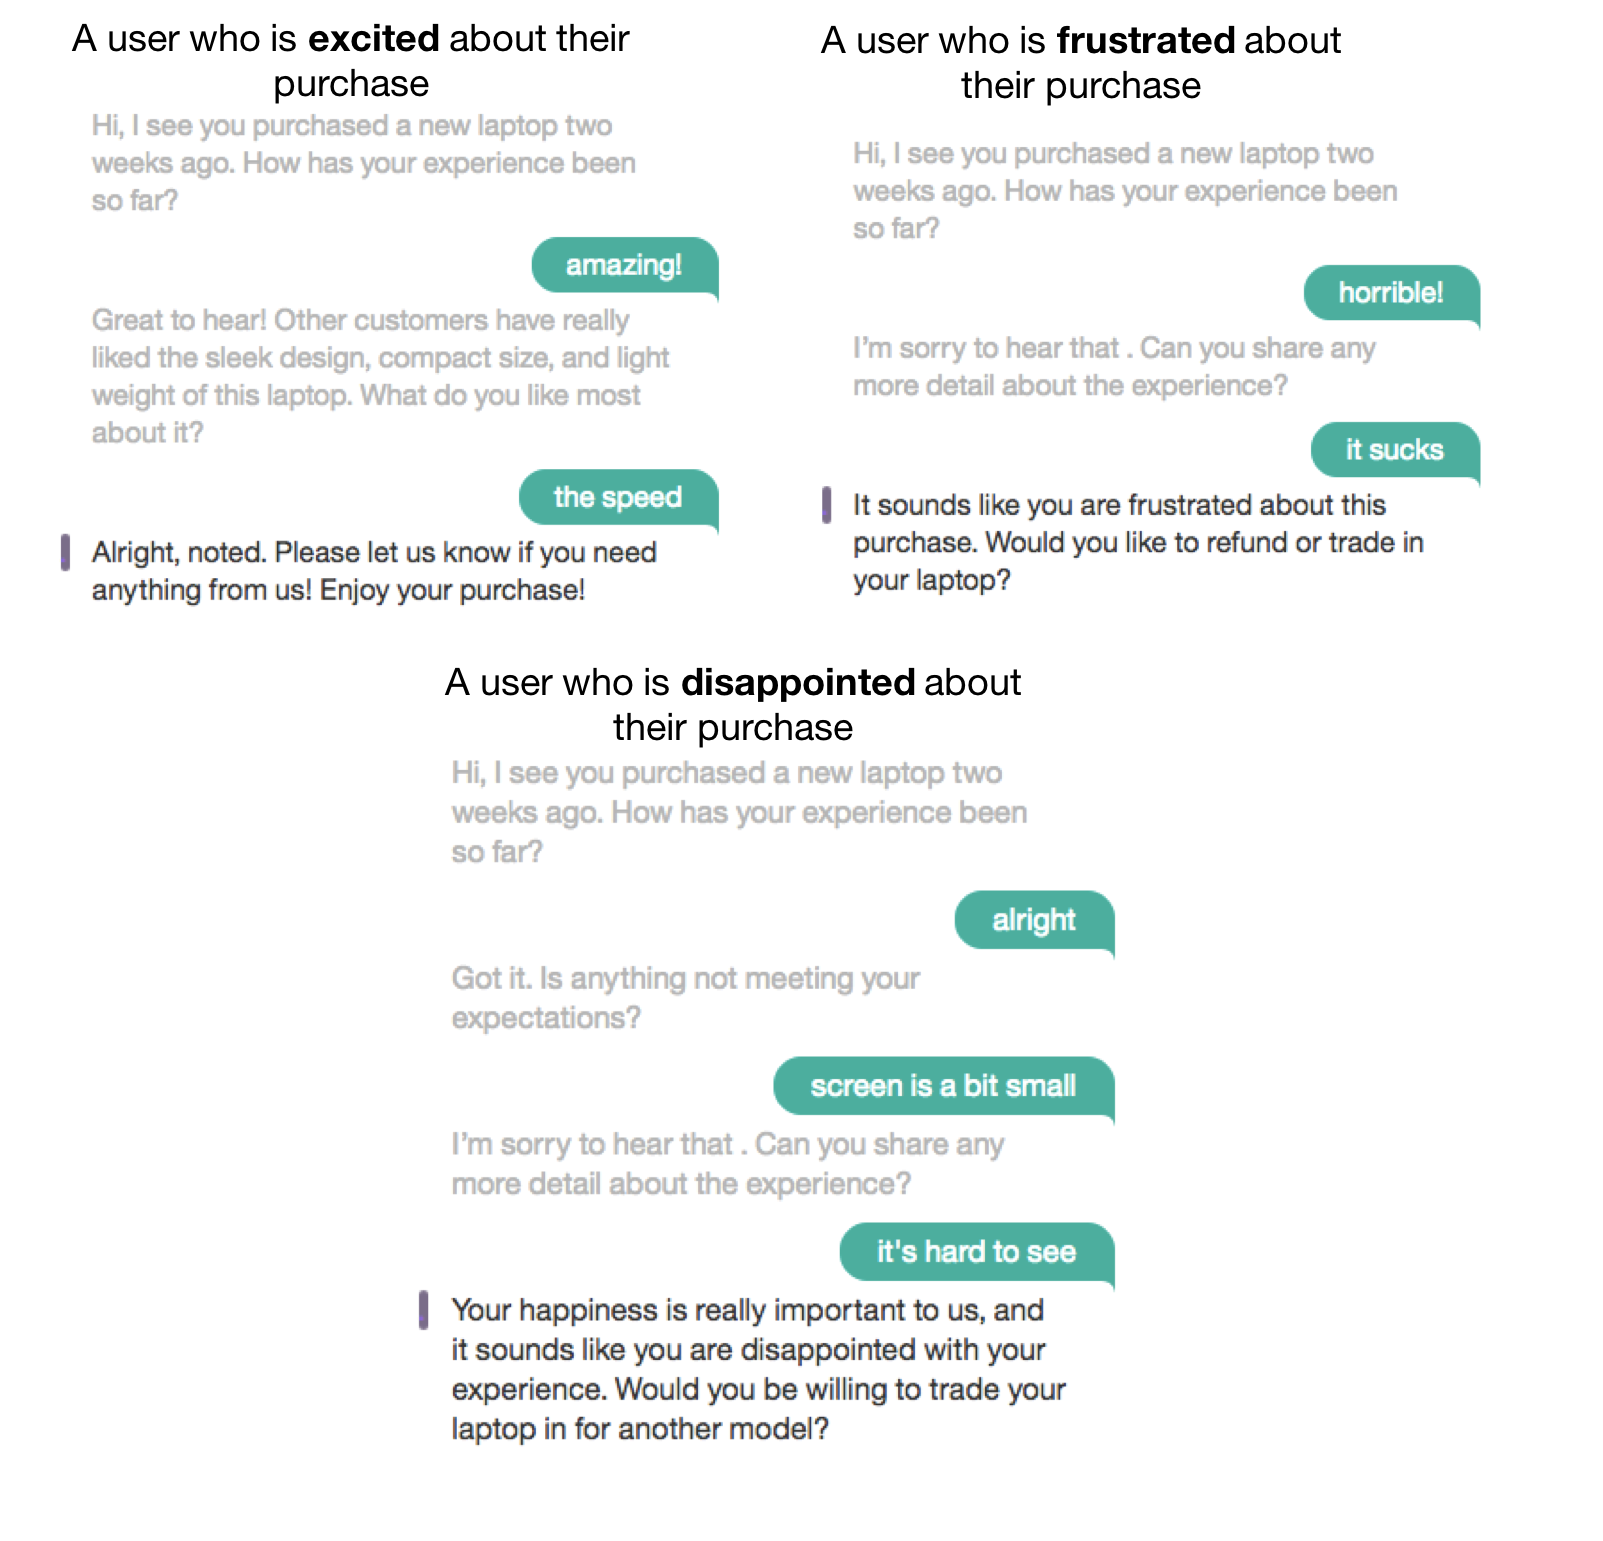 A user who is excited about their
purchase
Hi, I see you purchased a new laptop two
weeks ago. How has your experience been
so far?
amazing!
Great to hear! Other customers have really
liked the sleek design, compact size, and light
weight of this laptop. What do you like most
about it?
the speed
Alright, noted. Please let us know if you need
anything from us! Enjoy your purchase!
A user who is frustrated about
their purchase
Hi, I see you purchased a new laptop two
weeks ago. How has your experience been
so far?
horrible!
I'm sorry to hear that . Can you share any
more detail about the experience?
it sucks
It sounds like you are frustrated about this
purchase. Would you like to refund or trade in
your laptop?
A user who is disappointed about
their purchase
Hi, I see you purchased a new laptop two
weeks ago. How has your experience been
so far?
alright
Got it. Is anything not meeting your
expectations?
screen is a bit small
I'm sorry to hear that . Can you share any
more detail about the experience?
it's hard to see
Your happiness is really important to us, and
it sounds like you are disappointed with your
experience. Would you be willing to trade your
laptop in for another model?